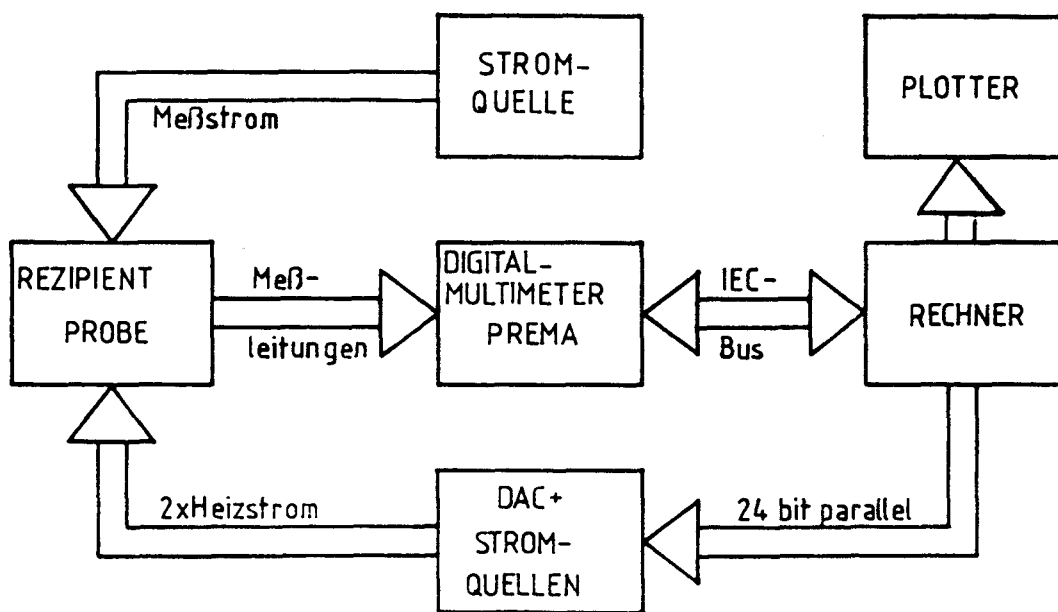 STROM-
QUELLE
PLOTTER
Meßstrom
REZIPIENT
PROBE
Meß-
leitungen
DIGITAL-
MULTIMETER
PREMA
IEC-
Bus
RECHNER
2xHeizstrom
DAC+
STROM-
QUELLEN
24 bit parallel